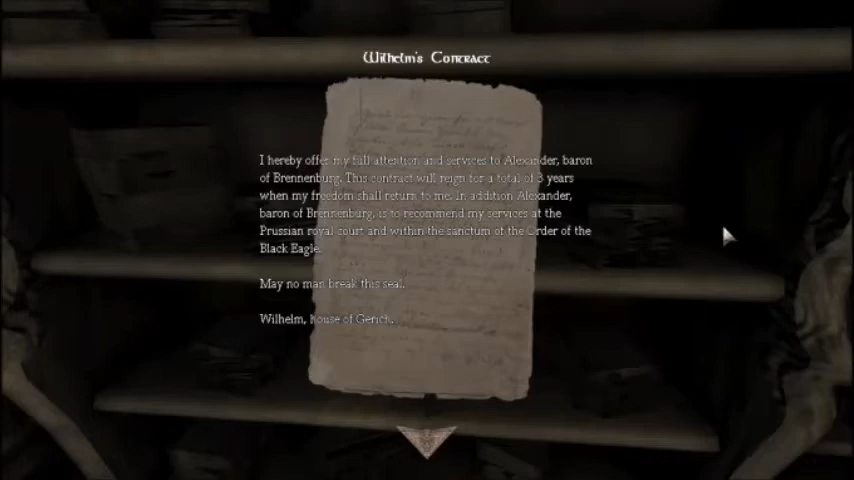 Wilhelm's Contract
I hereby offer my full attention and services to Alexander, baron
of Brennenburg. This contract will reign for a total of 3 years
when my freedom shall return to me. In addition Alexander,
baron of Brennenburg, is to recommend my services at the
Prussian royal court and within the sanctum of the Order of the
Black Eagle.
May no man break this seal.
Wilhelm, house of Gerich.